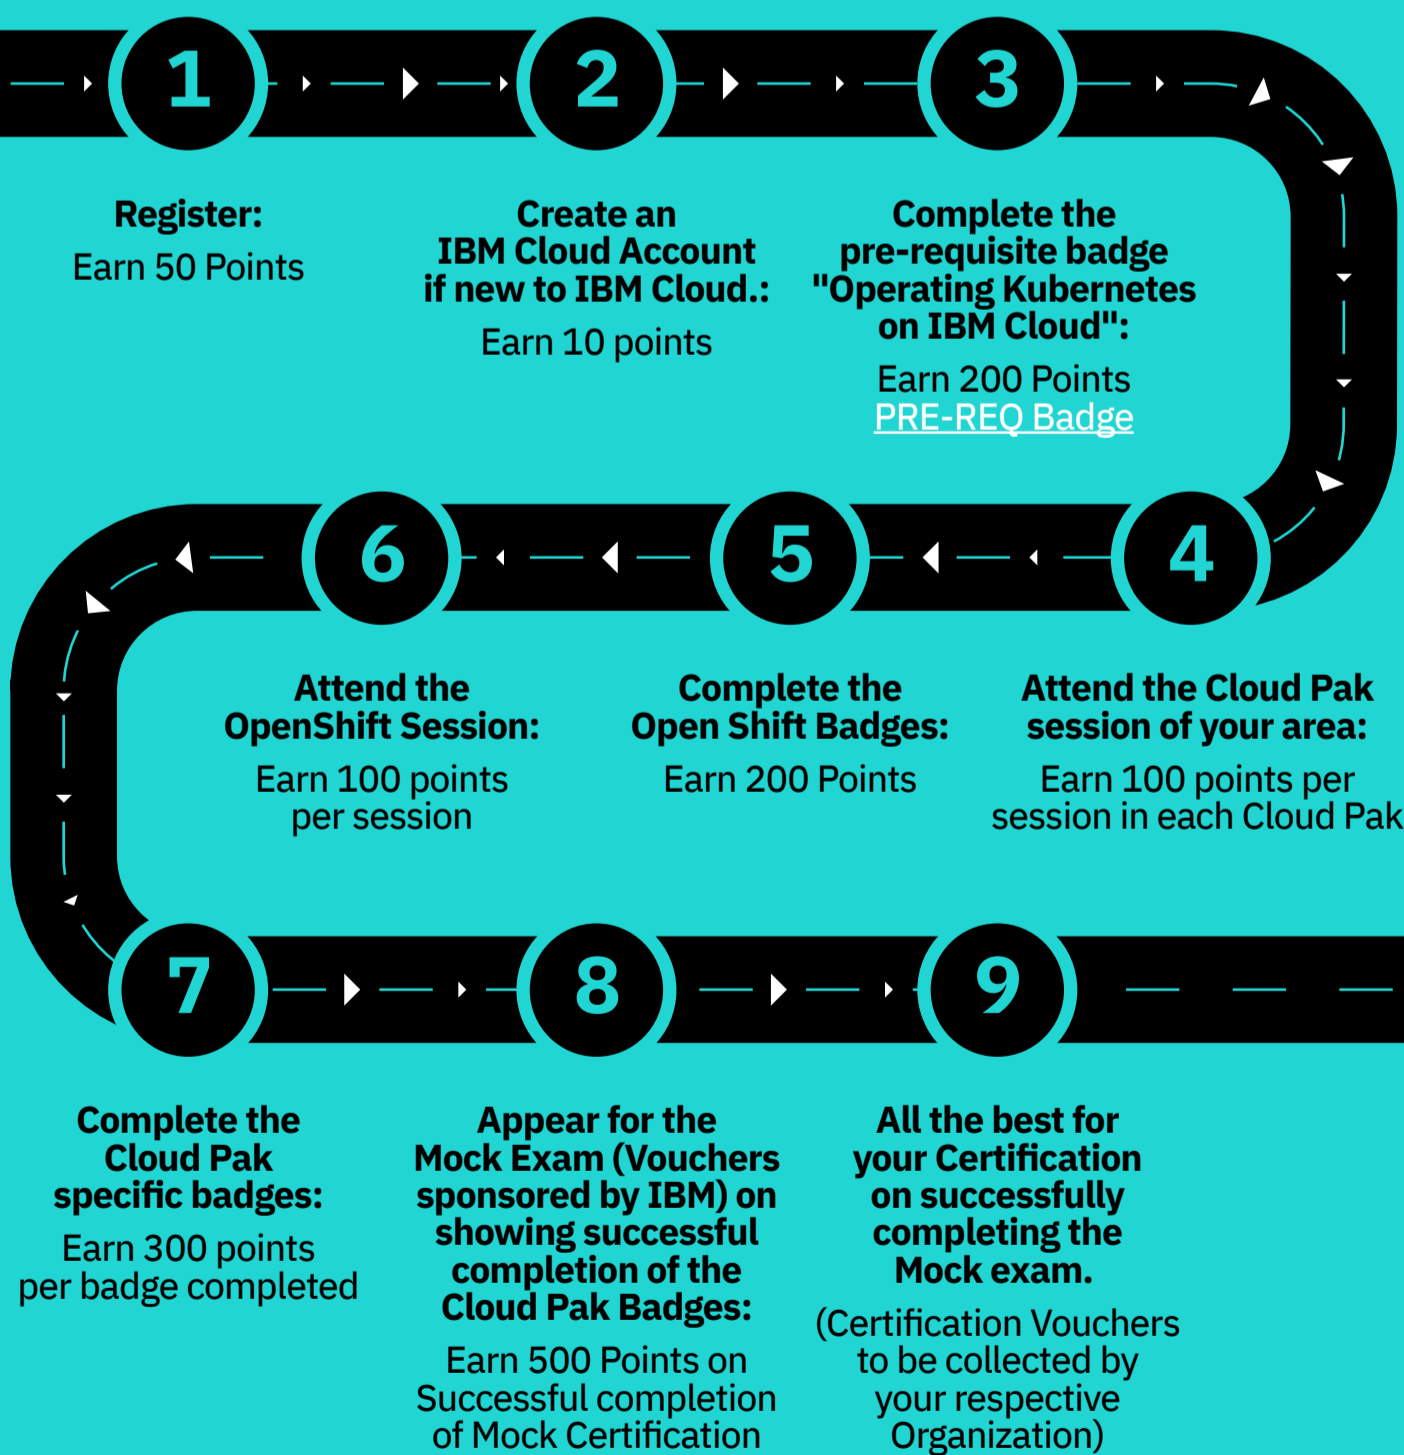 1
Register:
Earn 50 Points
2
Create an
IBM Cloud Account
if new to IBM Cloud.:
Earn 10 points
3
Complete the
pre-requisite badge
"Operating Kubernetes
on IBM Cloud":
Earn 200 Points
PRE-REQ Badge
4
Attend the Cloud Pak
session of your area:
Earn 100 points per
session in each Cloud Pak
5
Complete the
Open Shift Badges:
Earn 200 Points
6
Attend the
OpenShift Session:
Earn 100 points
per session
7
Complete the
Cloud Pak
specific badges:
Earn 300 points
per badge completed
8
Appear for the
Mock Exam (Vouchers
sponsored by IBM) on
showing successful
completion of the
Cloud Pak Badges:
Earn 500 Points on
Successful completion
of Mock Certification
9
All the best for
your Certification
on successfully
completing the
Mock exam.
(Certification Vouchers
to be collected by
your respective
Organization)